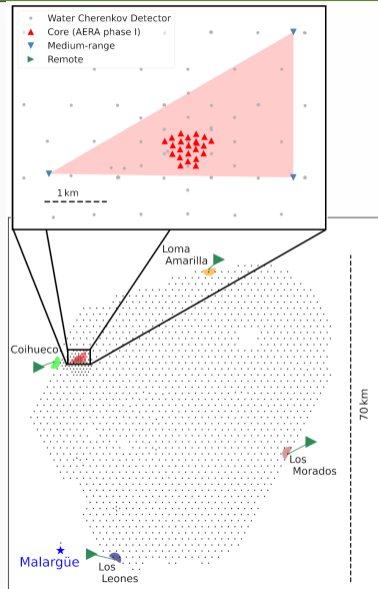 Water Cherenkov Detector
Core (AERA phase I)
Medium-range
Remote
1 km
Loma
Amarilla
Coihueco
70 km
Los
Morados
Malargüe
Los
Leones